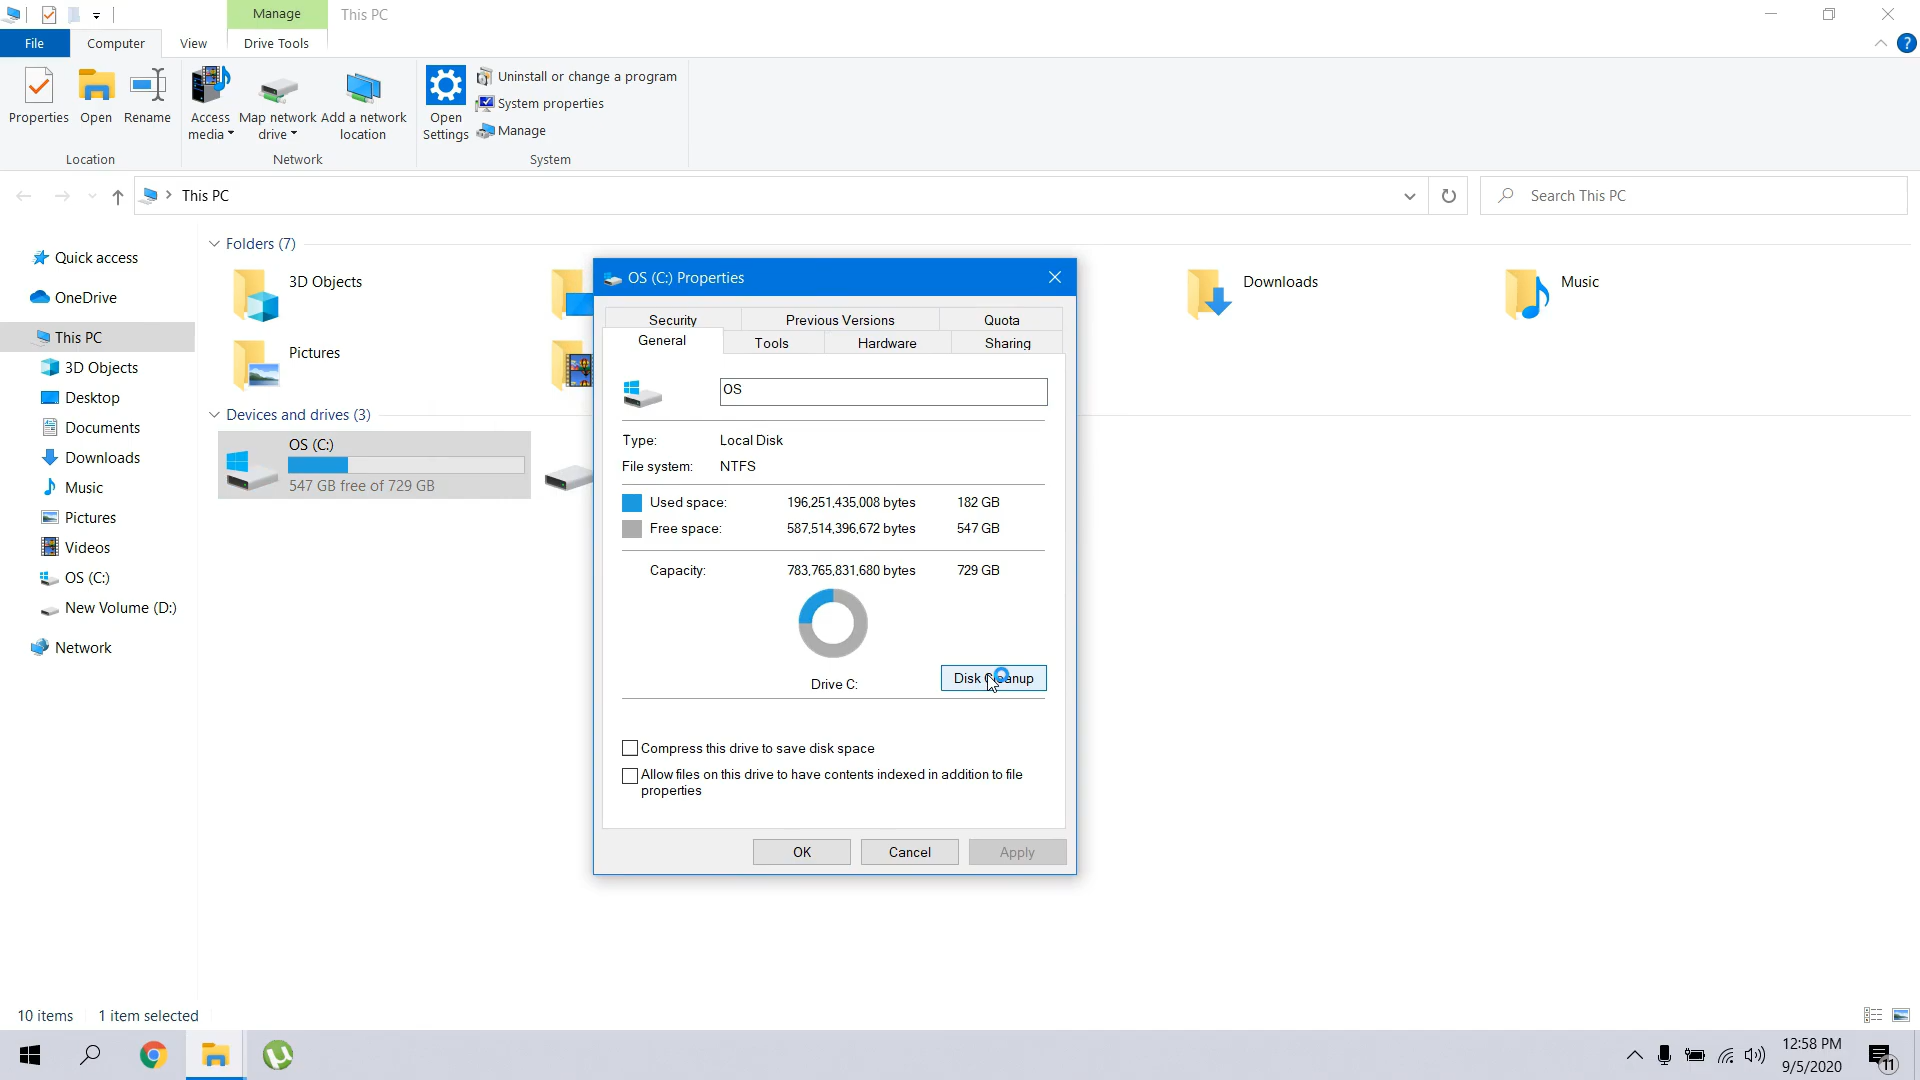 Manage
This PC
File
Computer
View
Drive Tools
?
Properties
Open
Rename
Access media
Map network drive
Add a network location
Open Settings
Uninstall or change a program
System properties
Manage
Location
Network
System
This PC
Search This PC
Quick access
OneDrive
This PC
3D Objects
Desktop
Documents
Downloads
Music
Pictures
Videos
OS (C:)
New Volume (D:)
Network
Folders (7)
3D Objects
Downloads
Music
Pictures
Devices and drives (3)
OS (C:)
547 GB free of 729 GB
OS (C:) Properties
Security
Previous Versions
Quota
General
Tools
Hardware
Sharing
OS
Type: Local Disk
File system: NTFS
Used space: 196,251,435,008 bytes 182 GB
Free space: 587,514,396,672 bytes 547 GB
Capacity: 783,765,831,680 bytes 729 GB
Drive C:
Disk Cleanup
Compress this drive to save disk space
Allow files on this drive to have contents indexed in addition to file
properties
OK
Cancel
Apply
10 items
1 item selected
12:58 PM
9/5/2020
11